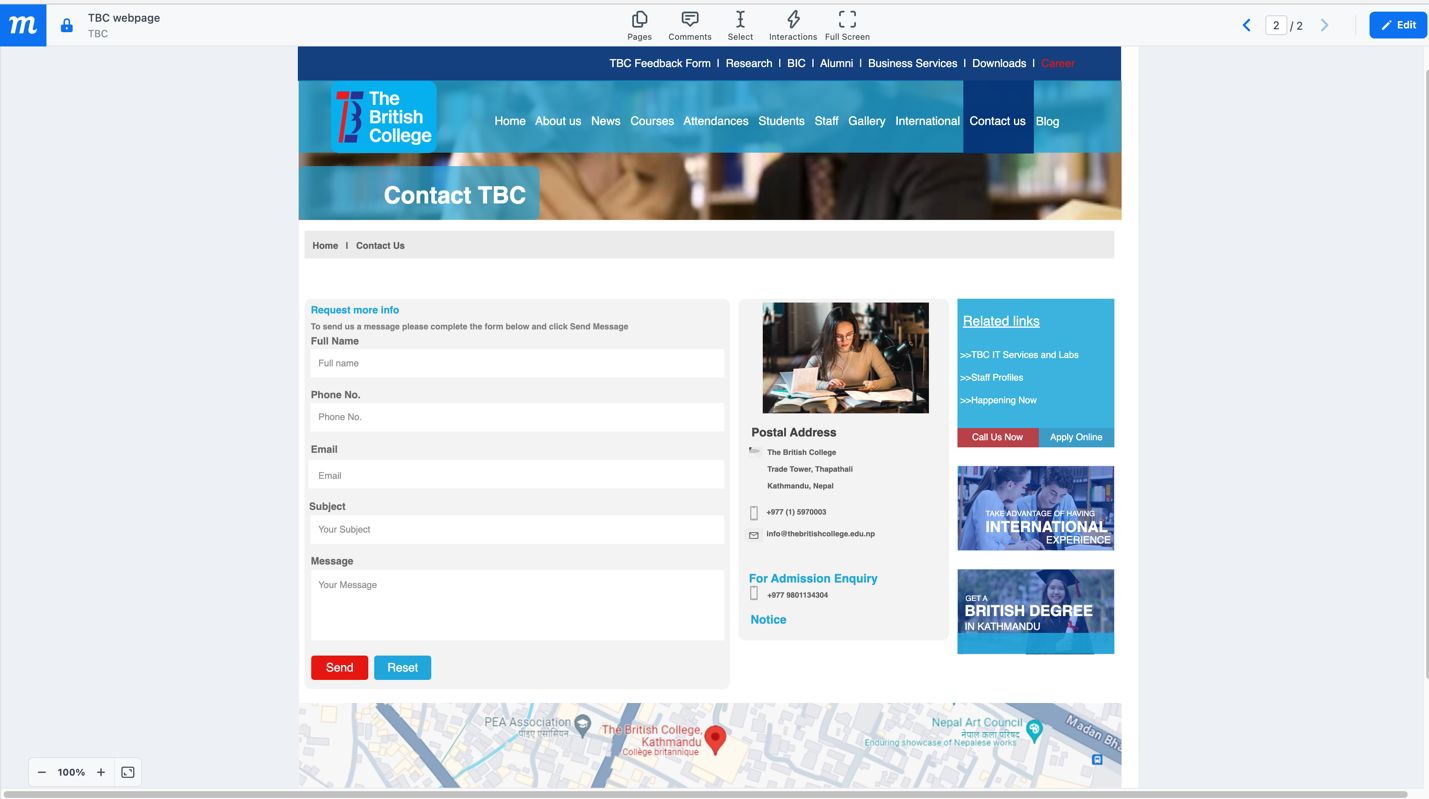 m
TBC webpage
TBC
Pages
Comments
Select
Interactions
Full Screen
2 / 2
Edit
TBC Feedback Form I Research I BIC I Alumni I Business Services I Downloads I Career
The
British
College
Home About us News Courses Attendances Students Staff Gallery International Contact us Blog
Contact TBC
Home I Contact Us
Request more info
To send us a message please complete the form below and click Send Message
Full Name
Full name
Phone No.
Phone No.
Email
Email
Subject
Your Subject
Message
Your Message
Send Reset
Postal Address
The British College
Trade Tower, Thapathali
Kathmandu, Nepal
+977 (1) 5970003
info@thebritishcollege.edu.np
For Admission Enquiry
+977 9801134304
Notice
Related links
>>TBC IT Services and Labs
>>Staff Profiles
>>Happening Now
Call Us Now Apply Online
TAKE ADVANTAGE OF HAVING
INTERNATIONAL
EXPERIENCE
GET A
BRITISH DEGREE
IN KATHMANDU
PEA Association
पाइए एसोसियन
The British College,
Kathmandu
Collège britannique
Nepal Art Council
नेपाल कला परिषद
Enduring showcase of Nepalese works
Madan Bha
100%